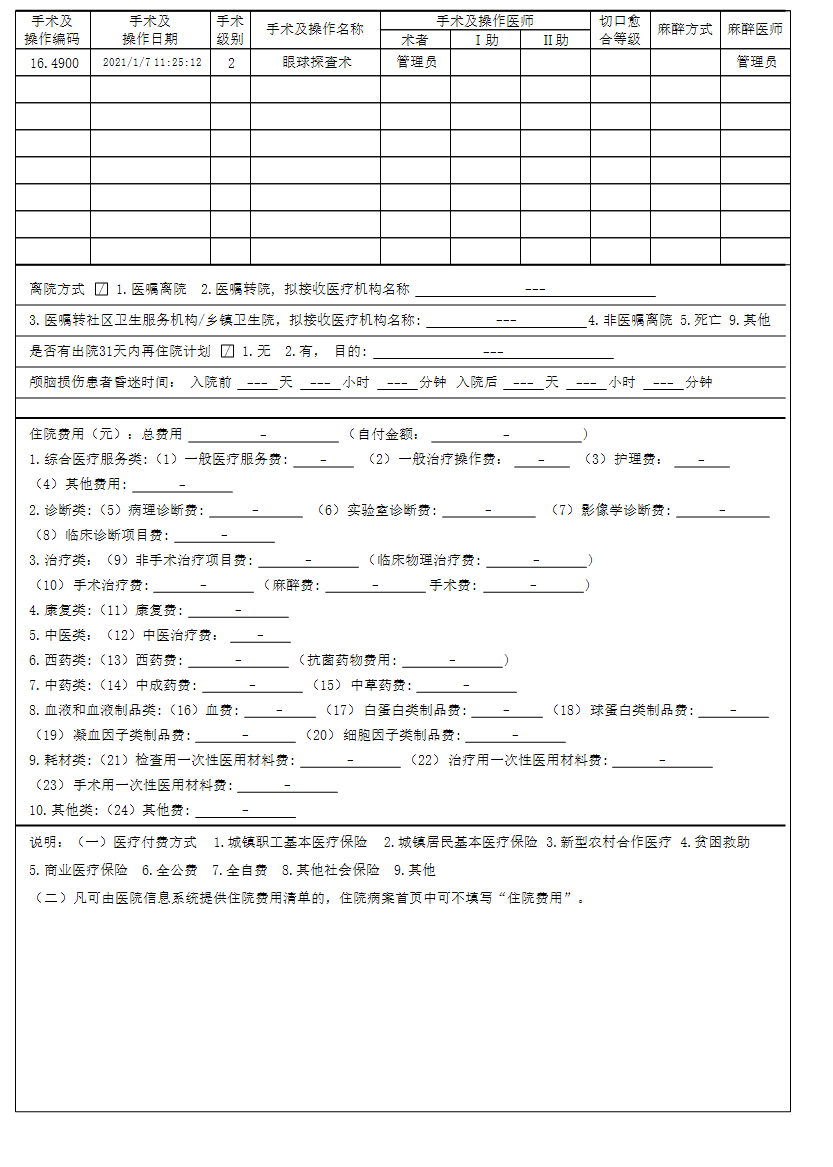 手术及 手术及 手术 手术及操作名称 手术及操作医师 切口愈 麻醉方式 麻醉医师
操作编码 操作日期 级别 术者 I助 II助 合等级
16.4900 2021/1/7 11:25:12 2 眼球探查术 管理员 管理员
离院方式 ☑ 1.医嘱离院 2.医嘱转院,拟接收医疗机构名称 ---
3.医嘱转社区卫生服务机构/乡镇卫生院,拟接收医疗机构名称: --- 4.非医嘱离院 5.死亡 9.其他
是否有出院31天内再住院计划 ☑ 1.无 2.有, 目的: ---
颅脑损伤患者昏迷时间: 入院前 --- 天 --- 小时 --- 分钟 入院后 --- 天 --- 小时 --- 分钟
住院费用(元):总费用 - (自付金额: -)
1.综合医疗服务类:(1)一般医疗服务费: - (2)一般治疗操作费: - (3)护理费: -
(4)其他费用: -
2.诊断类:(5)病理诊断费: - (6)实验室诊断费: - (7)影像学诊断费: -
(8)临床诊断项目费: -
3.治疗类:(9)非手术治疗项目费: - (临床物理治疗费: -)
(10)手术治疗费: - (麻醉费: - 手术费: -)
4.康复类:(11)康复费: -
5.中医类:(12)中医治疗费: -
6.西药类:(13)西药费: - (抗菌药物费用: -)
7.中药类:(14)中成药费: - (15)中草药费: -
8.血液和血液制品类:(16)血费: - (17)白蛋白类制品费: - (18)球蛋白类制品费: -
(19)凝血因子类制品费: - (20)细胞因子类制品费: -
9.耗材类:(21)检查用一次性医用材料费: - (22)治疗用一次性医用材料费: -
(23)手术用一次性医用材料费: -
10.其他类:(24)其他费: -
说明:(一)医疗付费方式 1.城镇职工基本医疗保险 2.城镇居民基本医疗保险 3.新型农村合作医疗 4.贫困救助
5.商业医疗保险 6.全公费 7.全自费 8.其他社会保险 9.其他
(二)凡可由医院信息系统提供住院费用清单的,住院病案首页中可不填写“住院费用”。